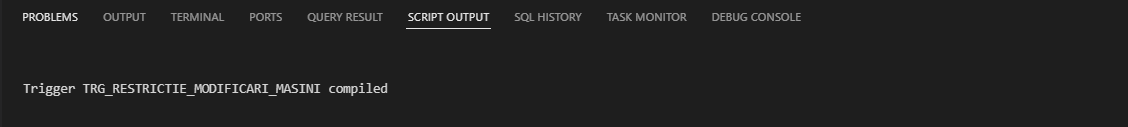 PROBLEMS OUTPUT TERMINAL PORTS QUERY RESULT SCRIPT OUTPUT SQL HISTORY TASK MONITOR DEBUG CONSOLE
Trigger TRG_RESTRICTIE_MODIFICARI_MASINI compiled